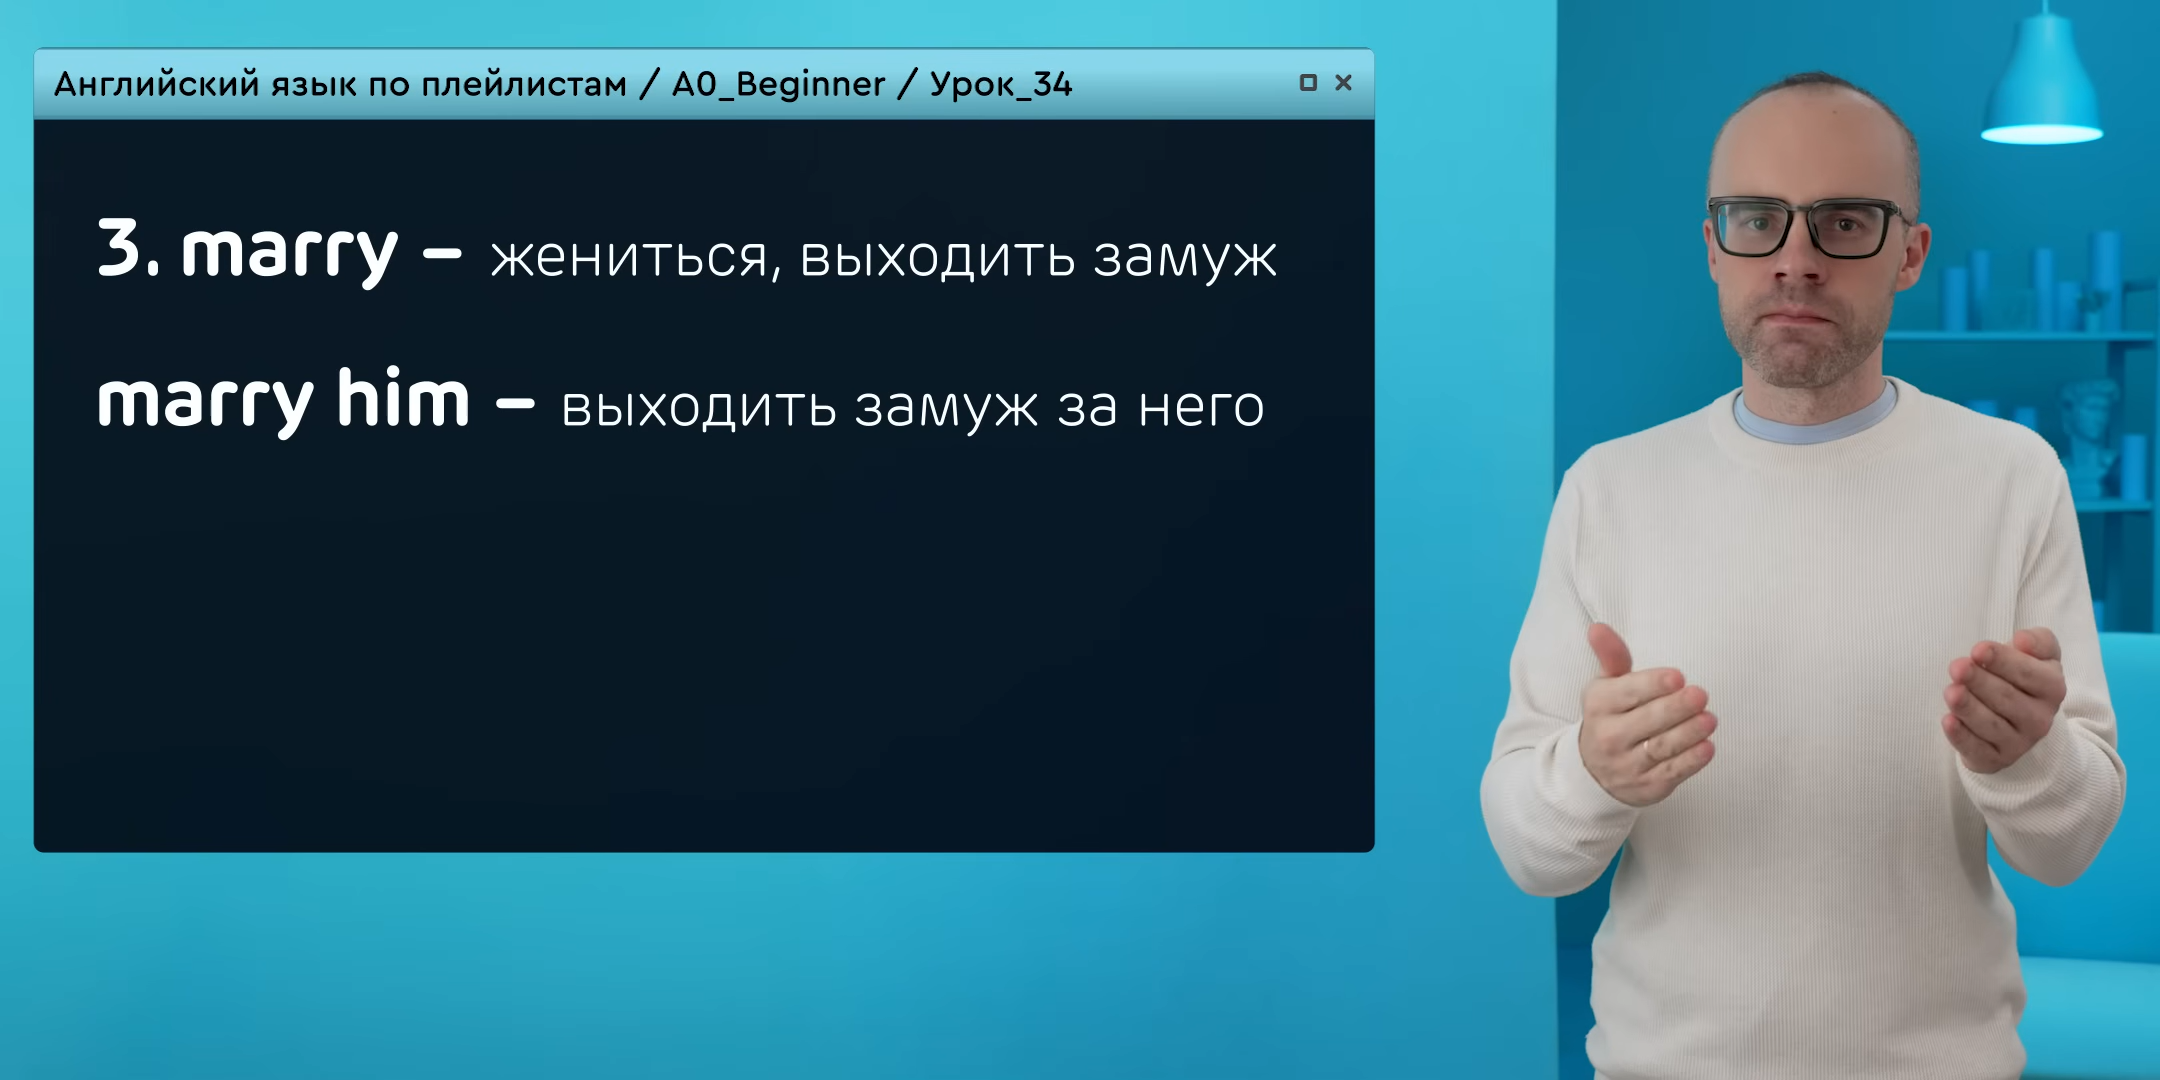 Английский язык по плейлистам / A0_Beginner / Урок_34
3. marry – жениться, выходить замуж
marry him – выходить замуж за него